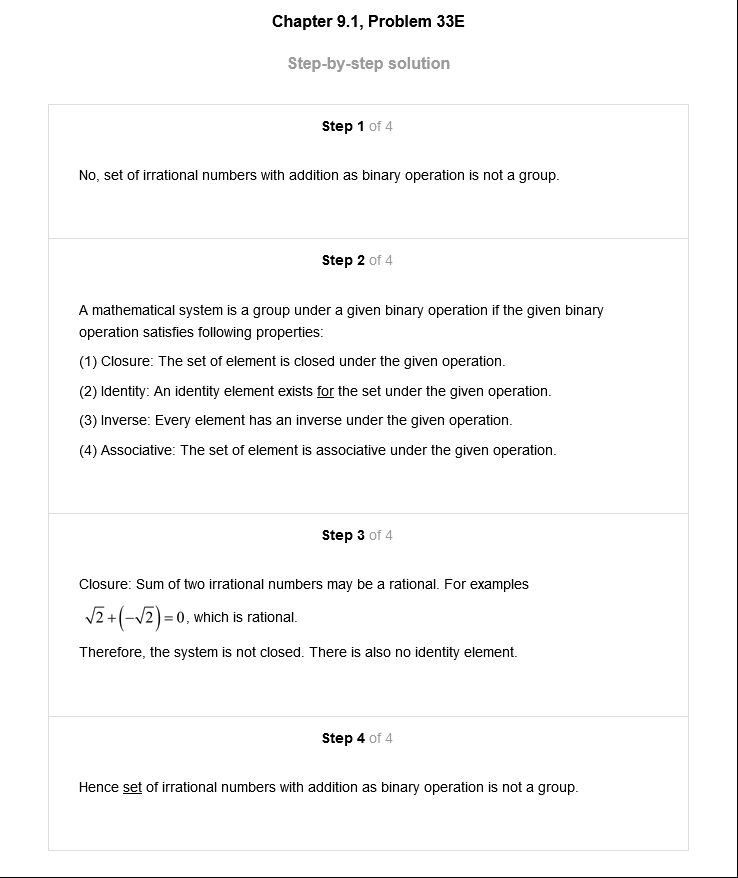 Chapter 9.1, Problem 33E
Step-by-step solution
Step 1 of 4
No, set of irrational numbers with addition as binary operation is not a group.
Step 2 of 4
A mathematical system is a group under a given binary operation if the given binary
operation satisfies following properties:
(1) Closure: The set of element is closed under the given operation.
(2) Identity: An identity element exists for the set under the given operation.
(3) Inverse: Every element has an inverse under the given operation.
(4) Associative: The set of element is associative under the given operation.
Step 3 of 4
Closure: Sum of two irrational numbers may be a rational. For examples
√2+(−√2)=0, which is rational.
Therefore, the system is not closed. There is also no identity element.
Step 4 of 4
Hence set of irrational numbers with addition as binary operation is not a group.